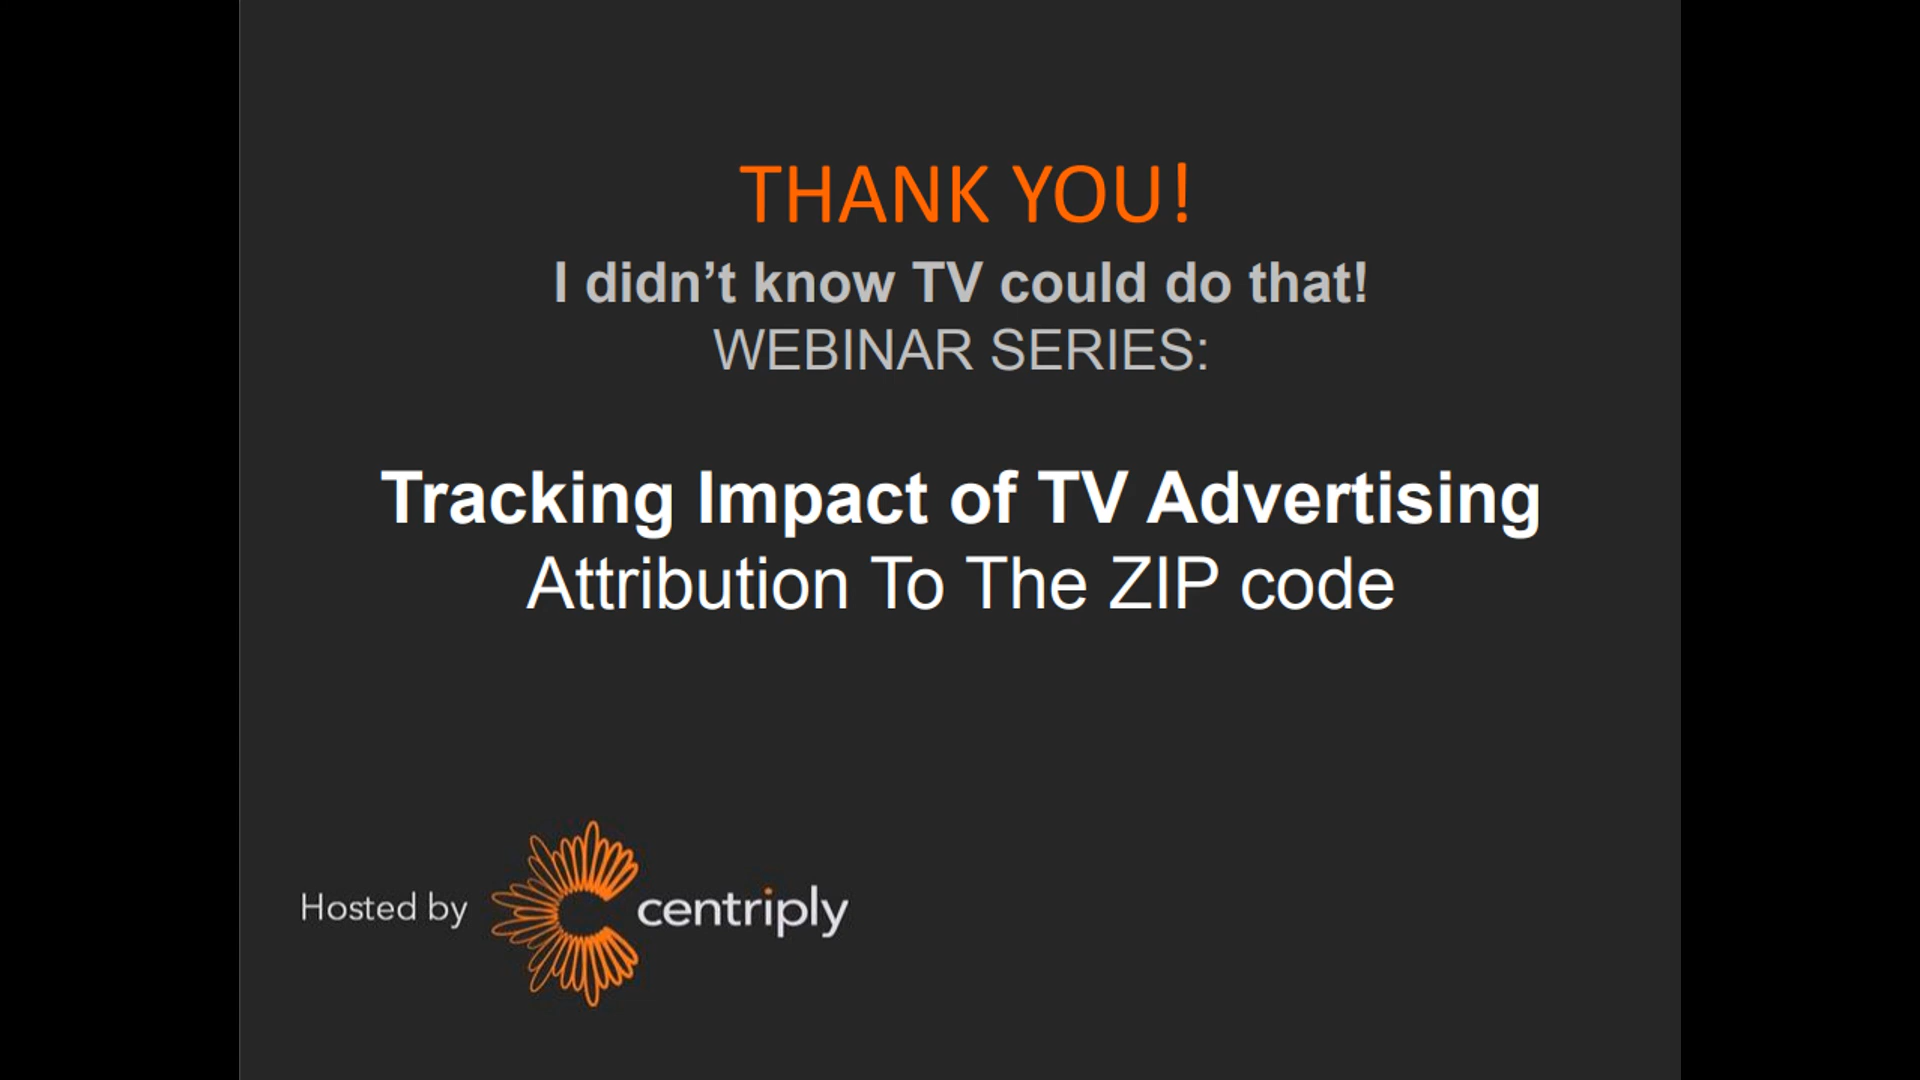 THANK YOU!
I didn’t know TV could do that!
WEBINAR SERIES:
Tracking Impact of TV Advertising
Attribution To The ZIP code
Hosted by centriply